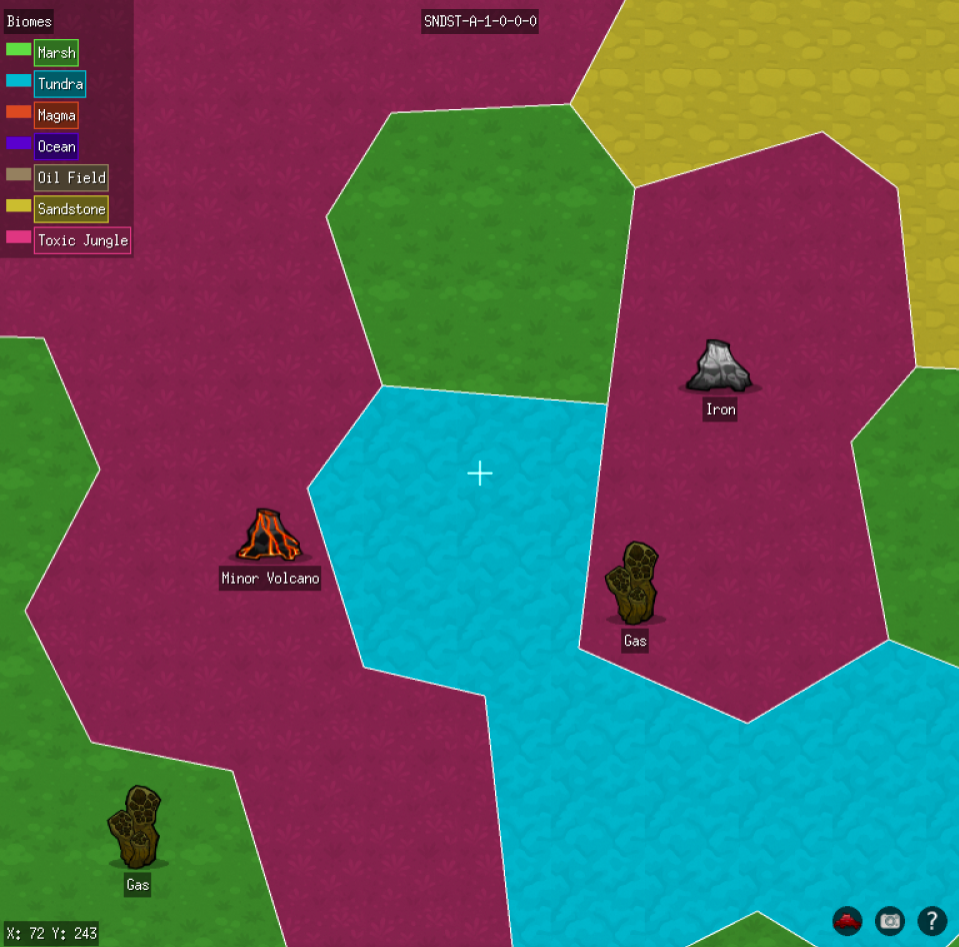 Biomes
SNDST-A-1-0-0-0
Marsh
Tundra
Magma
Ocean
Oil Field
Sandstone
Toxic Jungle
Iron
Minor Volcano
Gas
Gas
X: 72 Y: 243
?